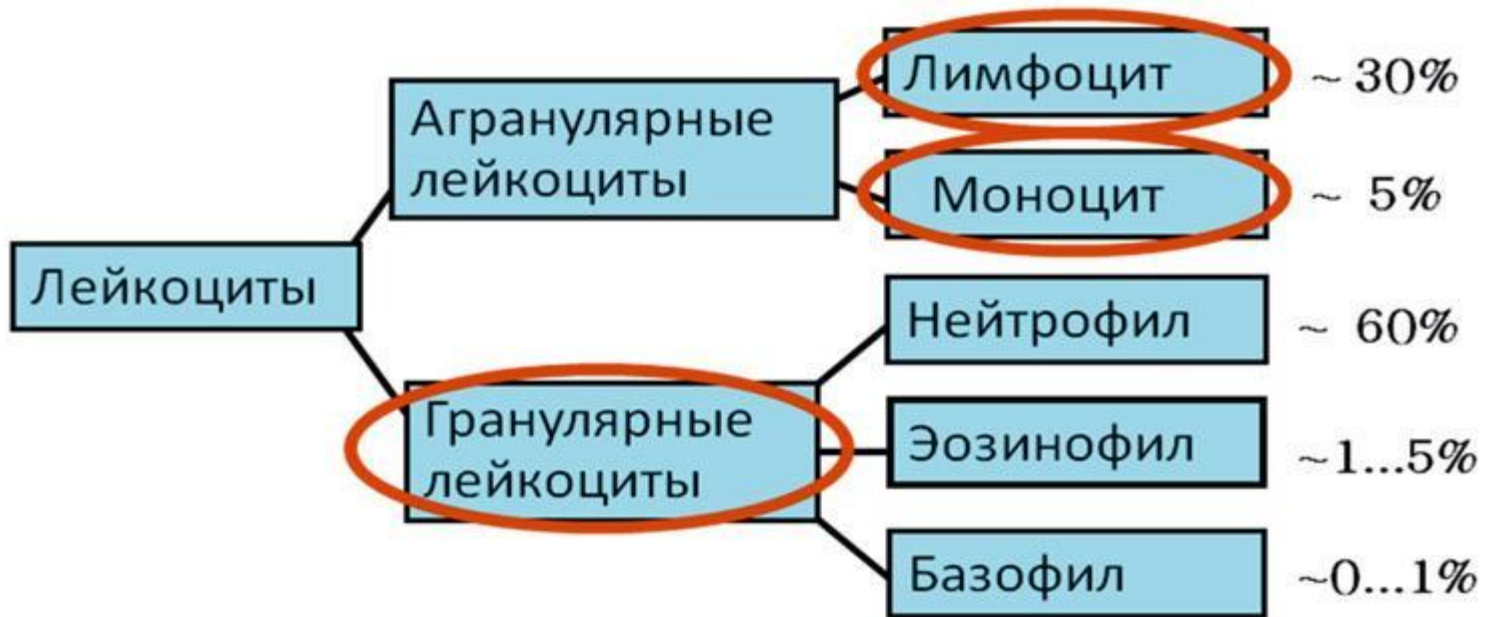 Лимфоцит ~ 30%
Агранулярные
лейкоциты
Моноцит ~ 5%
Лейкоциты
Нейтрофил ~ 60%
Гранулярные
лейкоциты
Эозинофил ~1...5%
Базофил ~0...1%